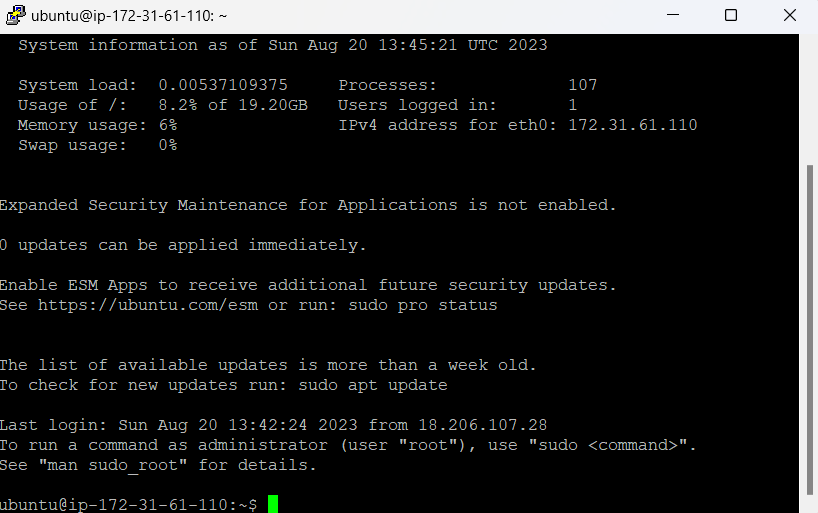 ubuntu@ip-172-31-61-110: ~
System information as of Sun Aug 20 13:45:21 UTC 2023
System load:  0.00537109375     Processes:             107
Usage of /:   8.2% of 19.20GB   Users logged in:       1
Memory usage: 6%                IPv4 address for eth0: 172.31.61.110
Swap usage:   0%
Expanded Security Maintenance for Applications is not enabled.
0 updates can be applied immediately.
Enable ESM Apps to receive additional future security updates.
See https://ubuntu.com/esm or run: sudo pro status
The list of available updates is more than a week old.
To check for new updates run: sudo apt update
Last login: Sun Aug 20 13:42:24 2023 from 18.206.107.28
To run a command as administrator (user "root"), use "sudo <command>".
See "man sudo_root" for details.
ubuntu@ip-172-31-61-110:~$